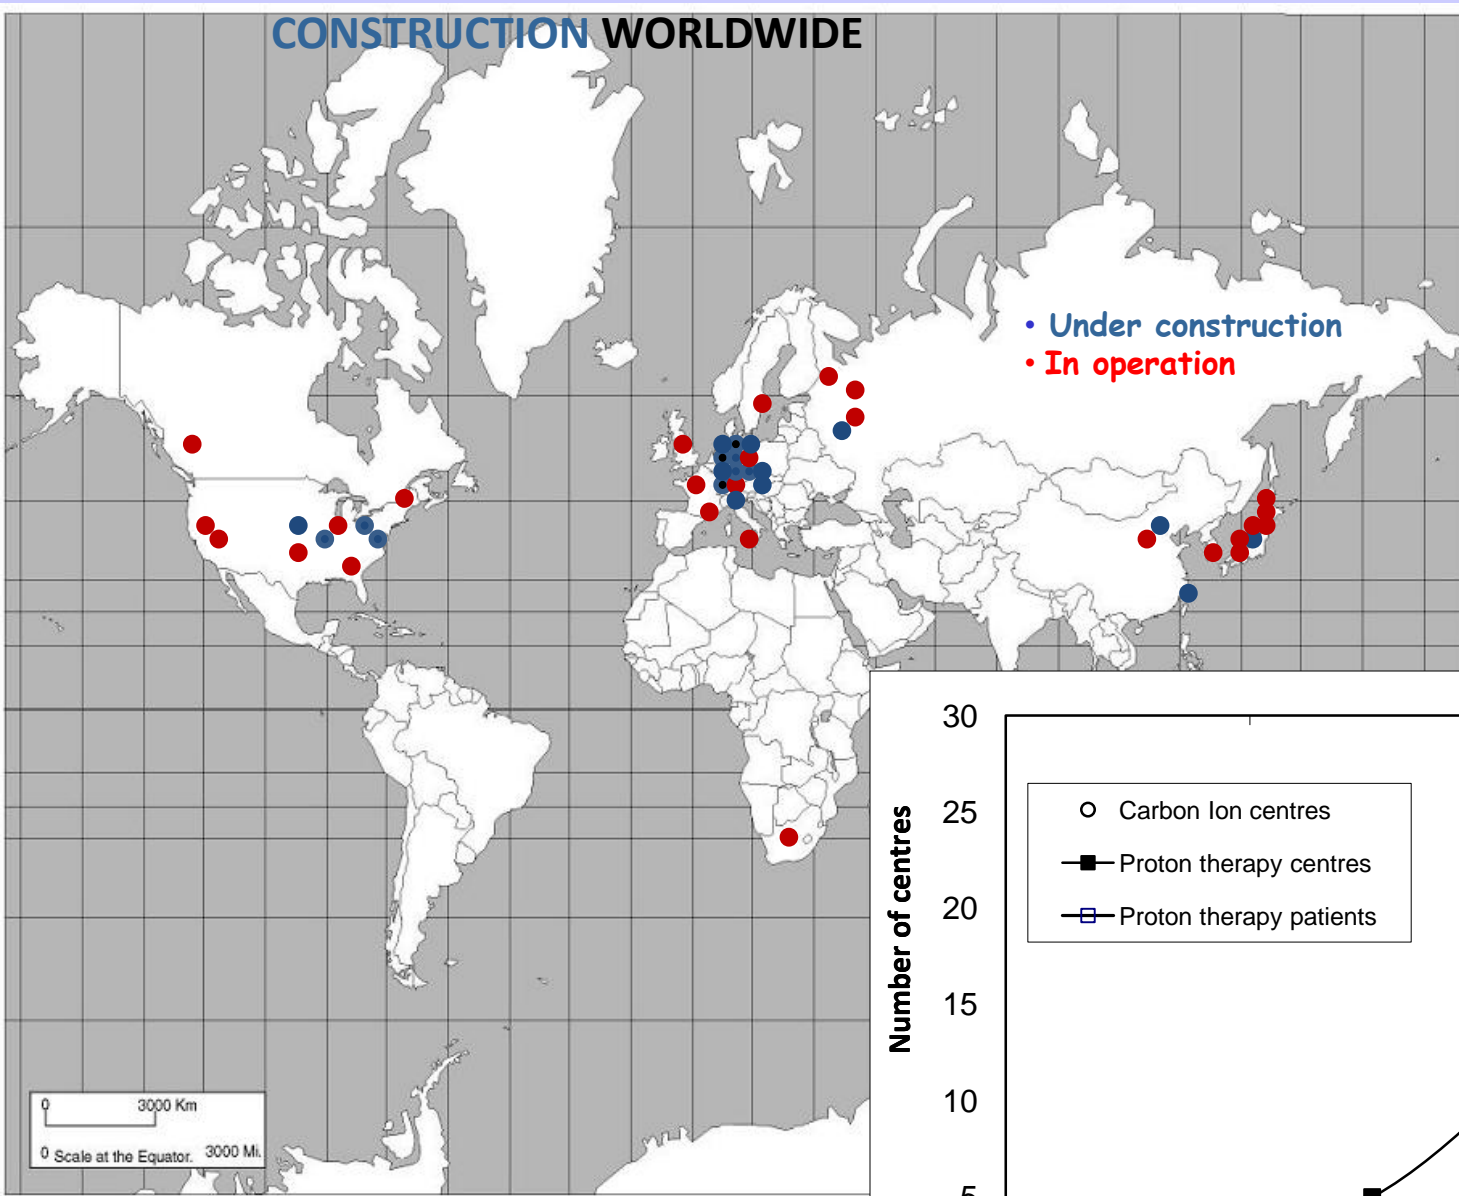 CONSTRUCTION WORLDWIDE
• Under construction
• In operation
30
25
20
15
10
5
Number of centres
Carbon Ion centres
Proton therapy centres
Proton therapy patients
0 3000 Km
0 Scale at the Equator. 3000 Mi.